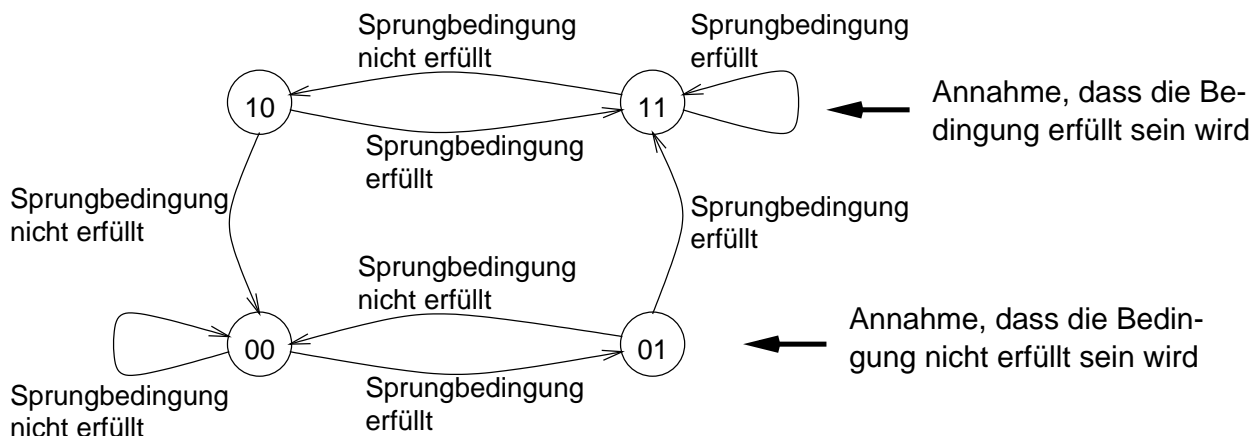 Sprungbedingung
nicht erfüllt
Sprungbedingung
erfüllt
10
11
Annahme, dass die Be-
dingung erfüllt sein wird
Sprungbedingung
erfüllt
Sprungbedingung
nicht erfüllt
Sprungbedingung
erfüllt
Sprungbedingung
nicht erfüllt
00
01
Annahme, dass die Bedin-
gung nicht erfüllt sein wird
Sprungbedingung
nicht erfüllt
Sprungbedingung
erfüllt